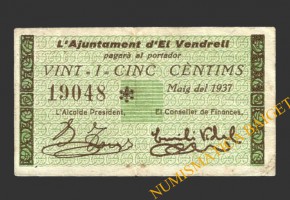 L'Ajuntament d'El Vendrell
pagarà al portador
VINT-I-CINC CÈNTIMS
19048 * Maig del 1937
L'Alcalde President, El Conseller de Finances,